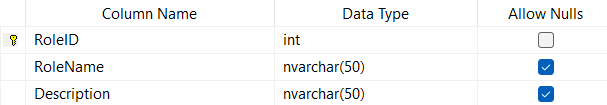 Column Name Data Type Allow Nulls
RoleID int
RoleName nvarchar(50)
Description nvarchar(50)